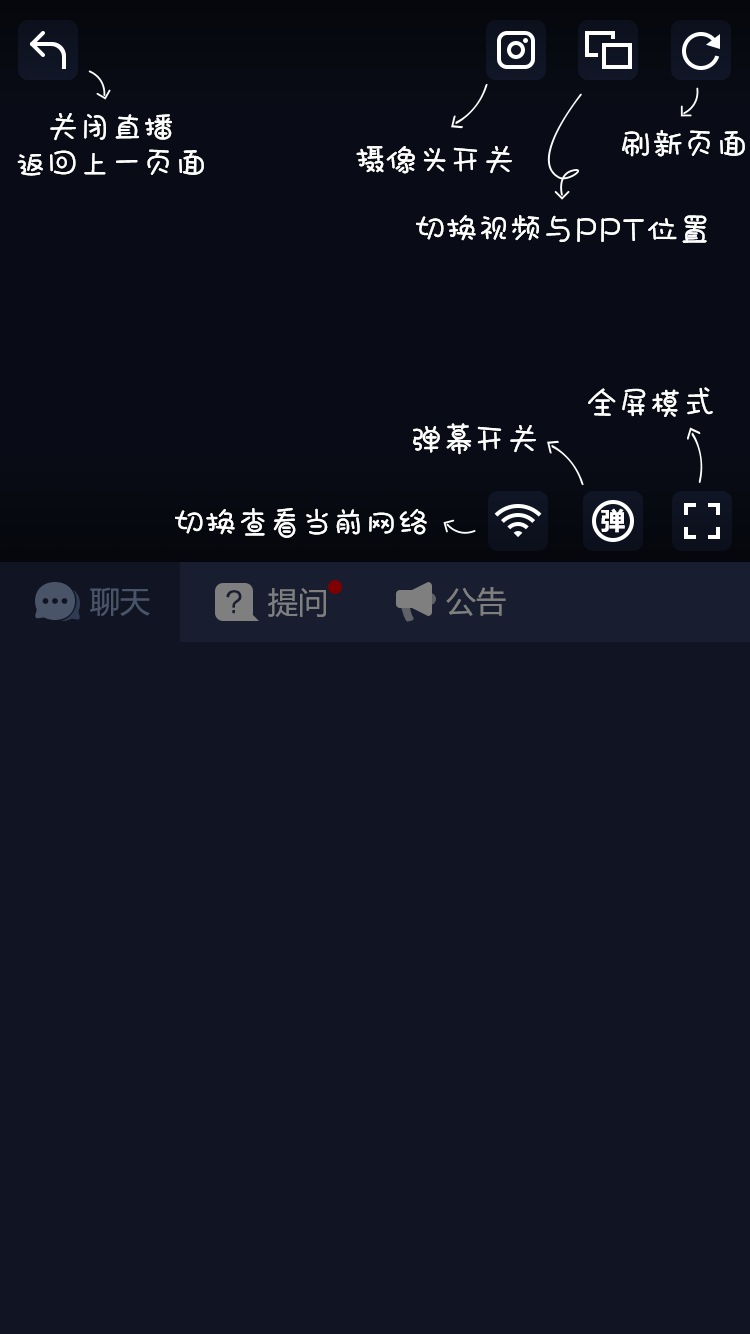 关闭直播
返回上一页面
摄像头开关
刷新页面
切换视频与PPT位置
全屏模式
弹幕开关
切换查看当前网络
弹
聊天
?
提问
公告